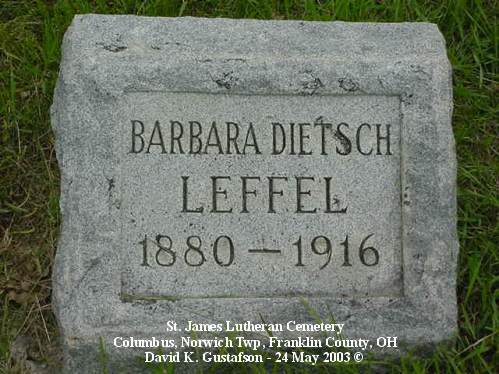 BARBARA DIETSCH
LEFFEL
1880 — 1916
St. James Lutheran Cemetery
Columbus, Norwich Twp, Franklin County, OH
David K. Gustafson - 24 May 2003 ©